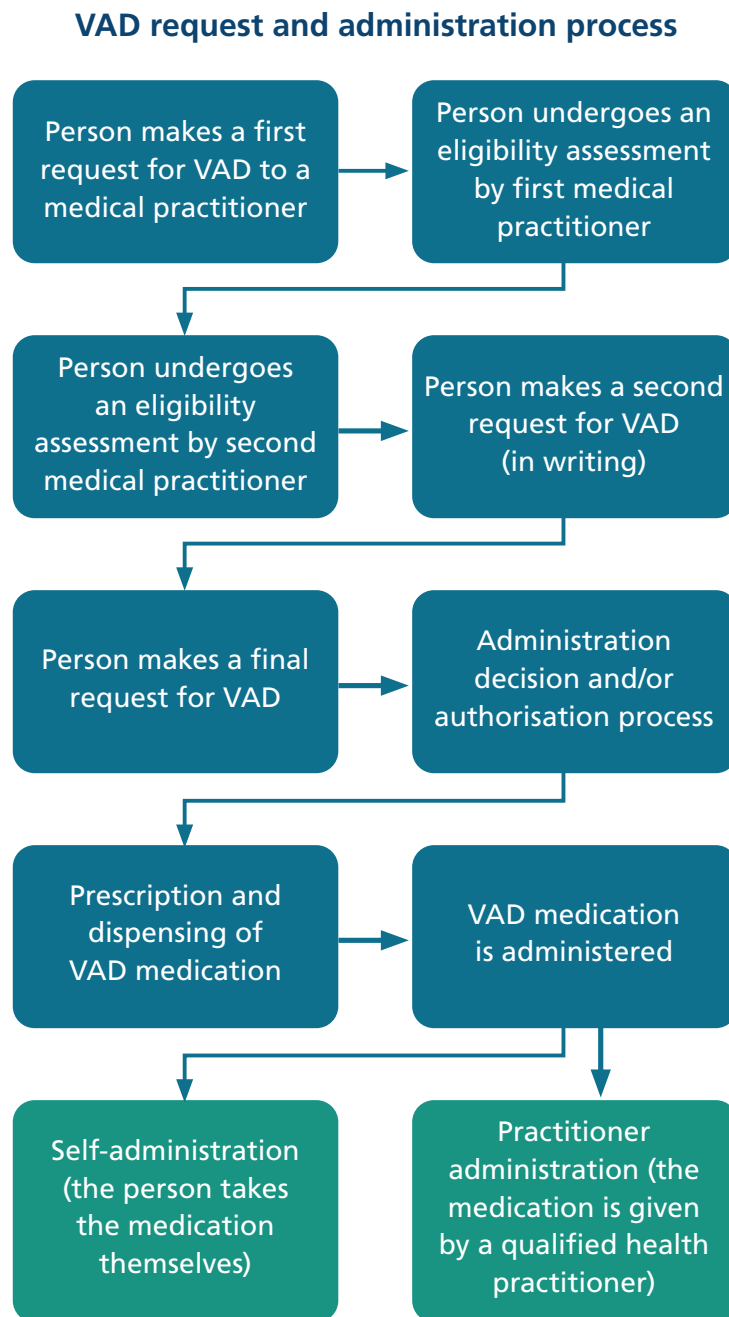 VAD request and administration process
Person makes a first
request for VAD to a
medical practitioner
Person undergoes an
eligibility assessment
by first medical
practitioner
Person undergoes
an eligibility
assessment by second
medical practitioner
Person makes a second
request for VAD
(in writing)
Person makes a final
request for VAD
Administration
decision and/or
authorisation process
Prescription and
dispensing of
VAD medication
VAD medication
is administered
Self-administration
(the person takes
the medication
themselves)
Practitioner
administration (the
medication is given
by a qualified health
practitioner)